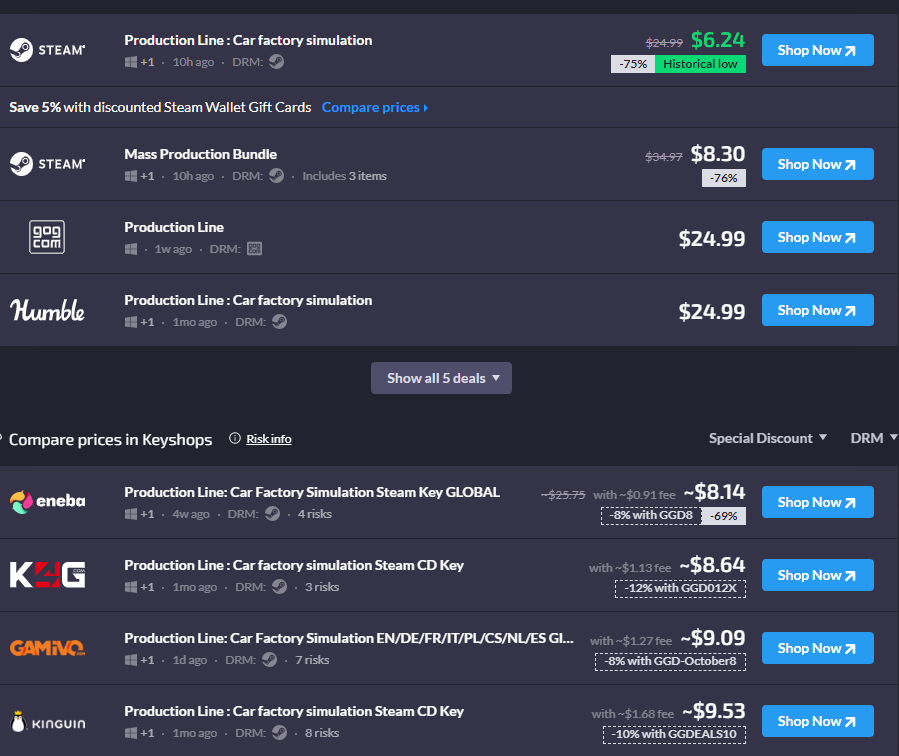 STEAM
Production Line : Car factory simulation
+1 · 10h ago · DRM:
$24.99 $6.24
-75% Historical low
Shop Now
Save 5% with discounted Steam Wallet Gift Cards Compare prices
STEAM
Mass Production Bundle
+1 · 10h ago · DRM: · Includes 3 items
$34.97 $8.30
-76%
Shop Now
gog
com
Production Line
· 1w ago · DRM:
$24.99
Shop Now
Humble
Production Line : Car factory simulation
+1 · 1mo ago · DRM:
$24.99
Shop Now
Show all 5 deals
Compare prices in Keyshops Risk info Special Discount DRM
eneba
Production Line: Car Factory Simulation Steam Key GLOBAL
+1 · 4w ago · DRM: · 4 risks
~$25.75 with ~$0.91 fee ~$8.14
-8% with GGD8 -69%
Shop Now
K4G
.COM
Production Line : Car factory simulation Steam CD Key
+1 · 1mo ago · DRM: · 3 risks
with ~$1.13 fee ~$8.64
-12% with GGD012X
Shop Now
GAMIVO
Production Line: Car Factory Simulation EN/DE/FR/IT/PL/CS/NL/ES Gl...
+1 · 1d ago · DRM: · 7 risks
with ~$1.27 fee ~$9.09
-8% with GGD-October8
Shop Now
KINGUIN
Production Line : Car factory simulation Steam CD Key
+1 · 1mo ago · DRM: · 8 risks
with ~$1.68 fee ~$9.53
-10% with GGDEALS10
Shop Now